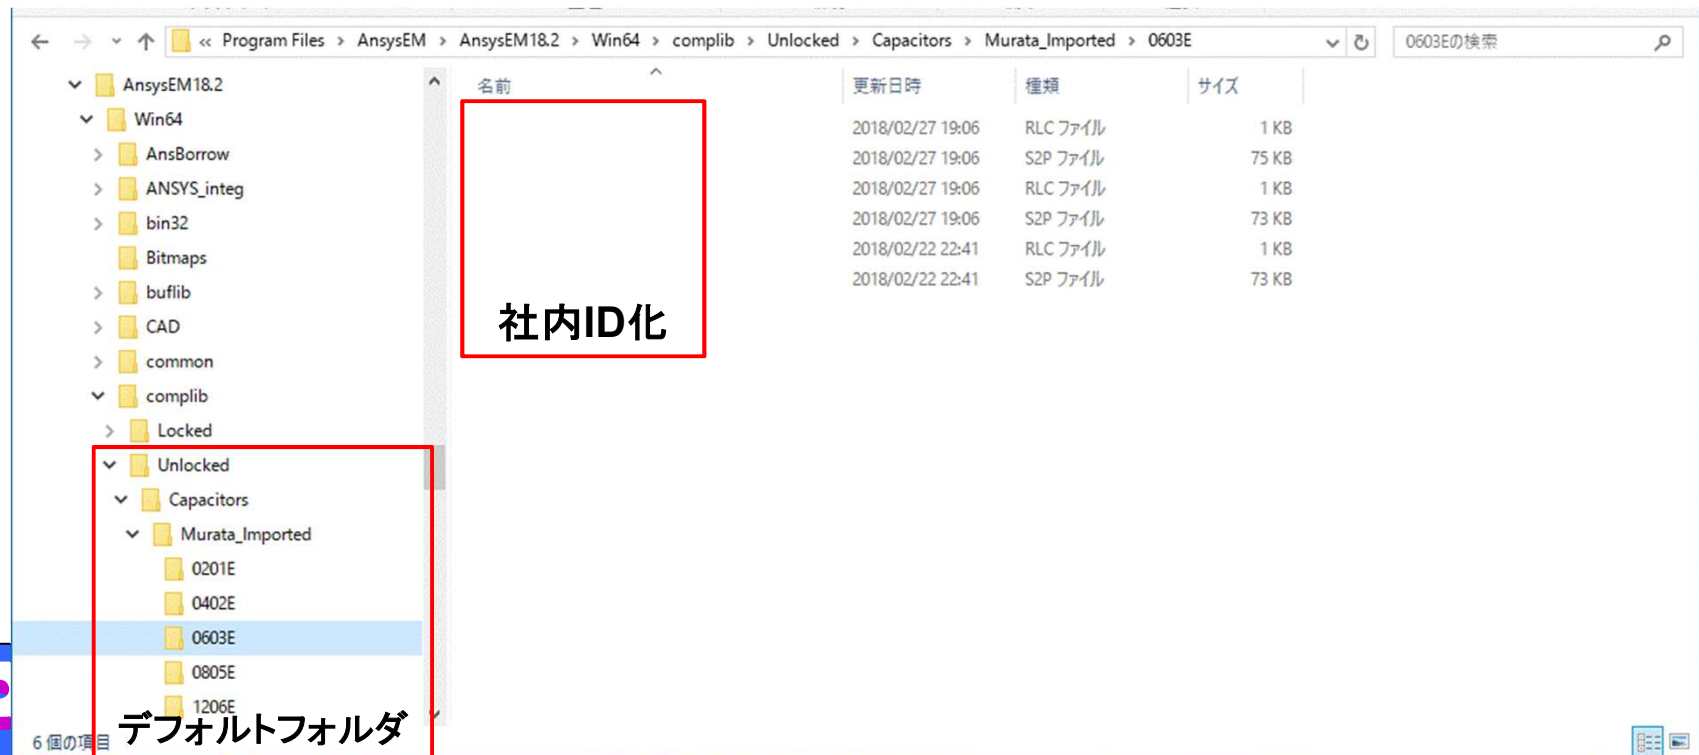 « Program Files › AnsysEM › AnsysEM18.2 › Win64 › complib › Unlocked › Capacitors › Murata_Imported › 0603E
0603Eの検索
AnsysEM18.2
Win64
AnsBorrow
ANSYS_integ
bin32
Bitmaps
buflib
CAD
common
complib
Locked
Unlocked
Capacitors
Murata_Imported
0201E
0402E
0603E
0805E
1206E
デフォルトフォルダ
6 個の項目
名前 更新日時 種類 サイズ
2018/02/27 19:06 RLC ファイル 1 KB
2018/02/27 19:06 S2P ファイル 75 KB
2018/02/27 19:06 RLC ファイル 1 KB
2018/02/27 19:06 S2P ファイル 73 KB
2018/02/22 22:41 RLC ファイル 1 KB
2018/02/22 22:41 S2P ファイル 73 KB
社内ID化